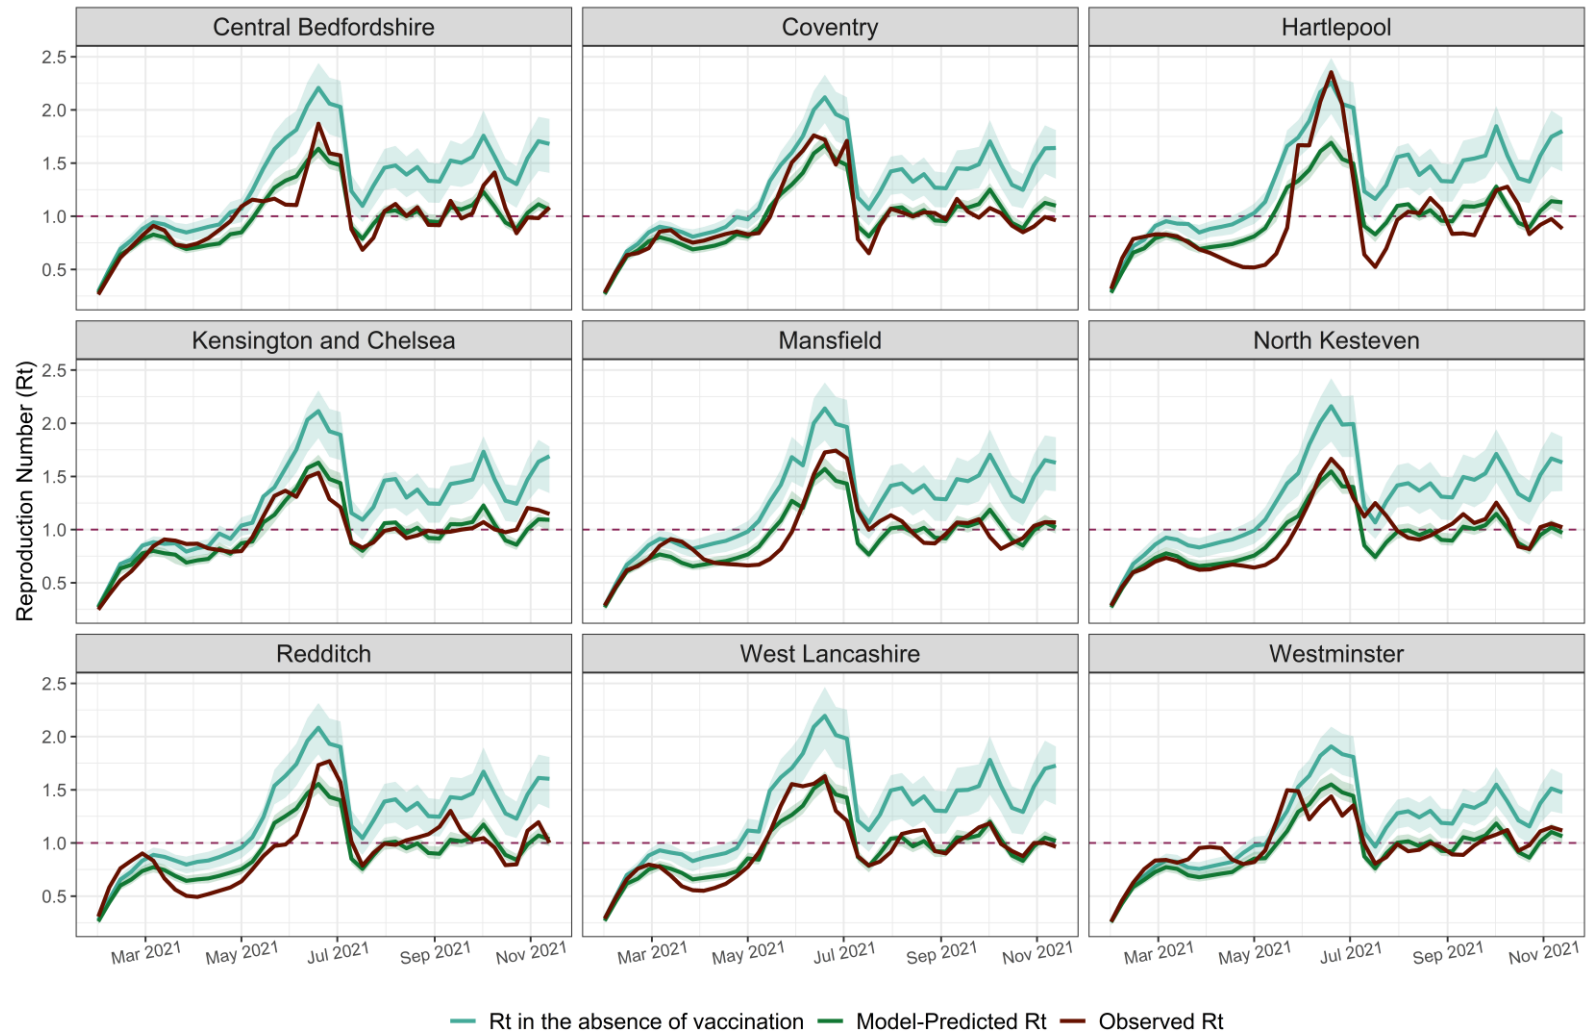 Central Bedfordshire
Coventry
Hartlepool
2.5
2.0
1.5
1.0
0.5
Kensington and Chelsea
Mansfield
North Kesteven
Reproduction Number (Rt)
2.5
2.0
1.5
1.0
0.5
Redditch
West Lancashire
Westminster
2.5
2.0
1.5
1.0
0.5
Mar 2021 May 2021 Jul 2021 Sep 2021 Nov 2021
Mar 2021 May 2021 Jul 2021 Sep 2021 Nov 2021
Mar 2021 May 2021 Jul 2021 Sep 2021 Nov 2021
Rt in the absence of vaccination Model-Predicted Rt Observed Rt